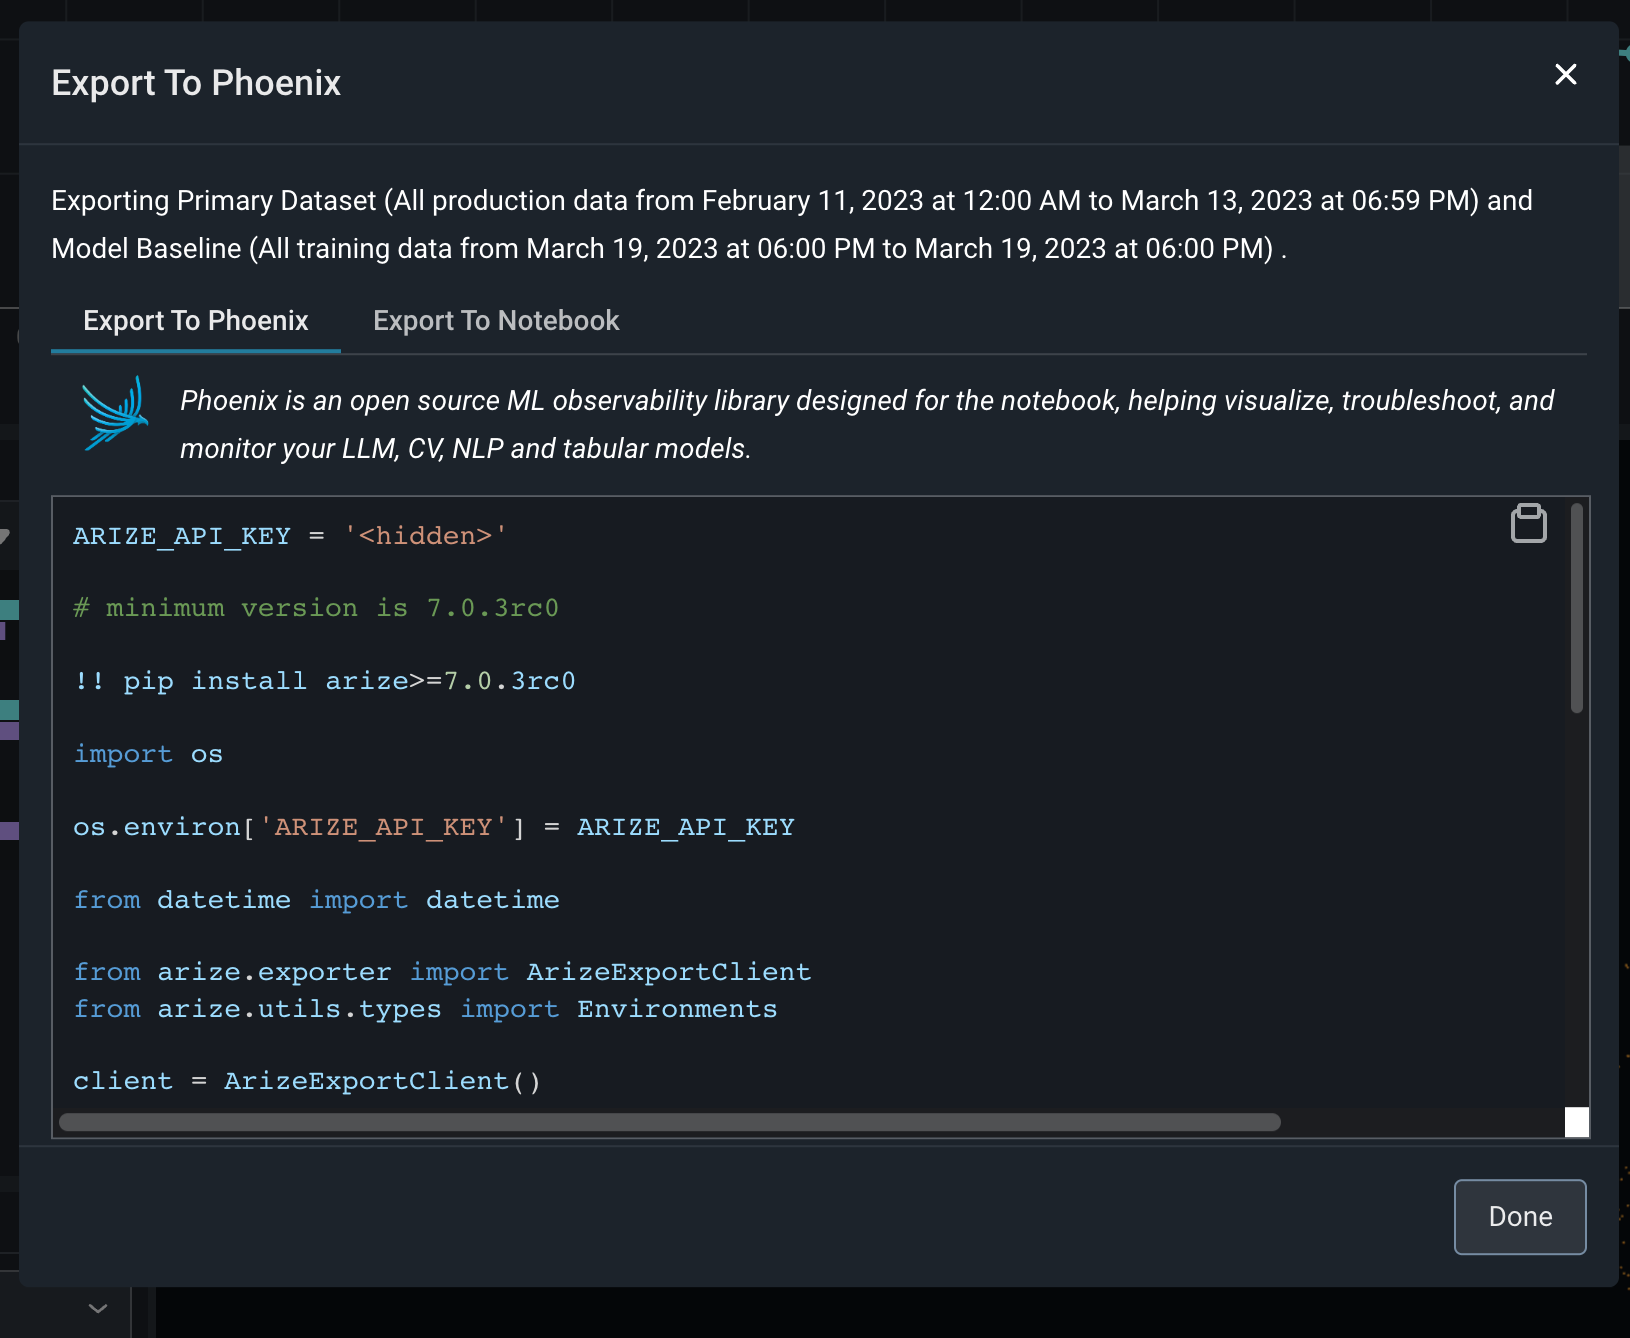 Export To Phoenix
Exporting Primary Dataset (All production data from February 11, 2023 at 12:00 AM to March 13, 2023 at 06:59 PM) and
Model Baseline (All training data from March 19, 2023 at 06:00 PM to March 19, 2023 at 06:00 PM) .
Export To Phoenix Export To Notebook
Phoenix is an open source ML observability library designed for the notebook, helping visualize, troubleshoot, and
monitor your LLM, CV, NLP and tabular models.
ARIZE_API_KEY = '<hidden>'
# minimum version is 7.0.3rc0
!! pip install arize>=7.0.3rc0
import os
os.environ['ARIZE_API_KEY'] = ARIZE_API_KEY
from datetime import datetime
from arize.exporter import ArizeExportClient
from arize.utils.types import Environments
client = ArizeExportClient()
Done